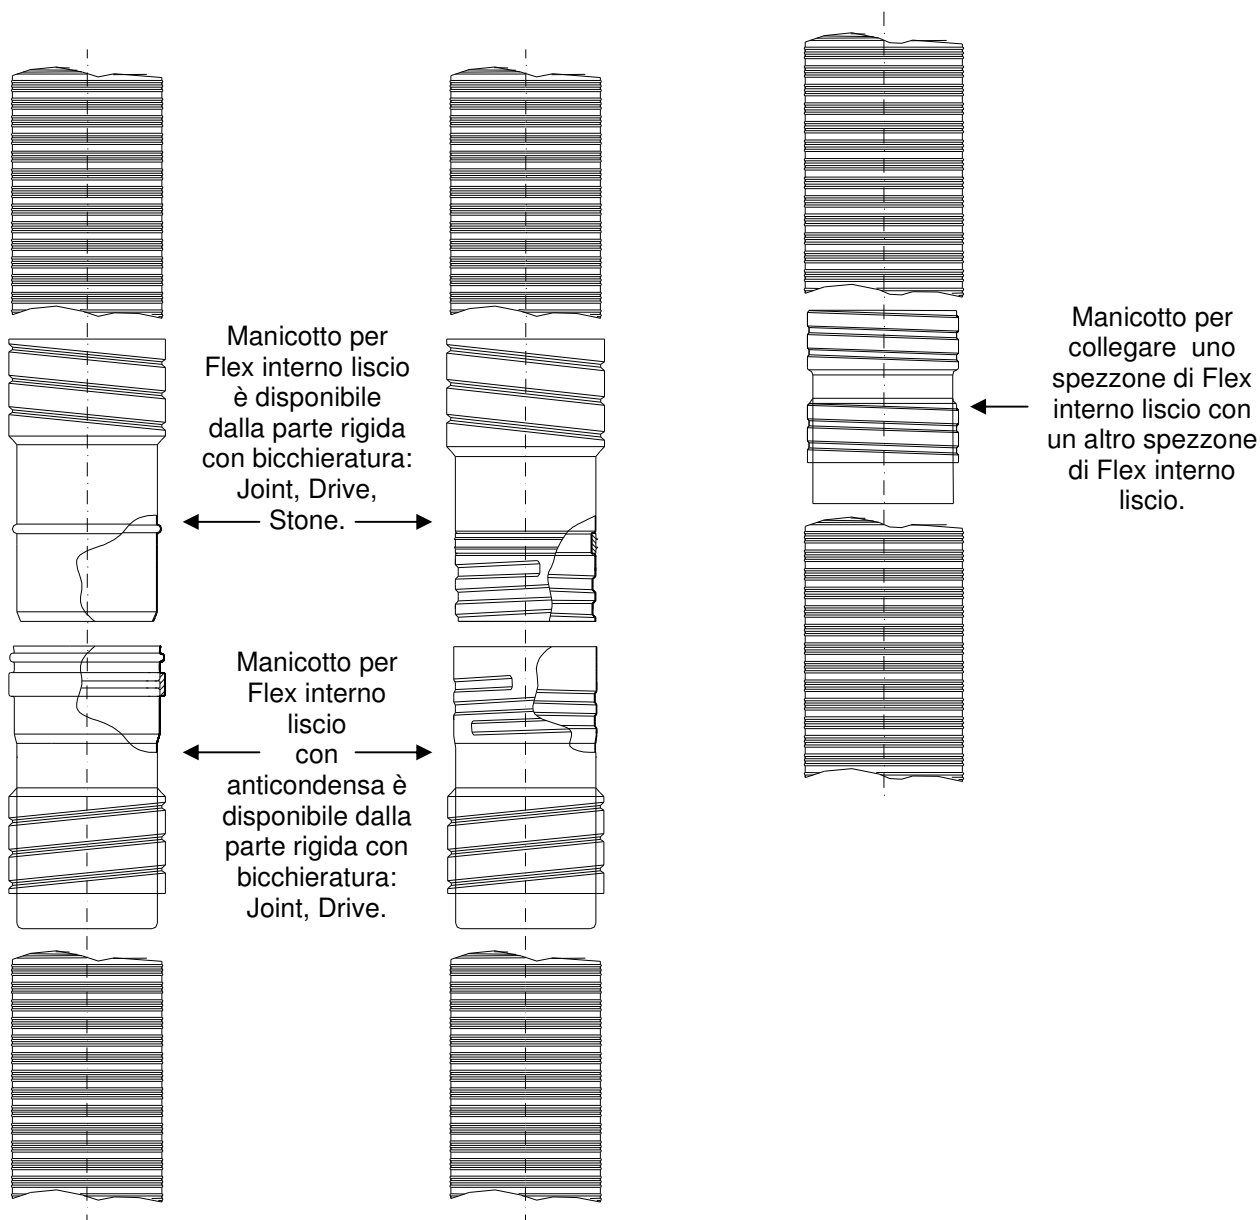 Manicotto per
Flex interno liscio
è disponibile
dalla parte rigida
con bicchieratura:
Joint, Drive,
Stone.
Manicotto per
Flex interno
liscio
con
anticondensa è
disponibile dalla
parte rigida con
bicchieratura:
Joint, Drive.
Manicotto per
collegare uno
spezzone di Flex
interno liscio con
un altro spezzone
di Flex interno
liscio.